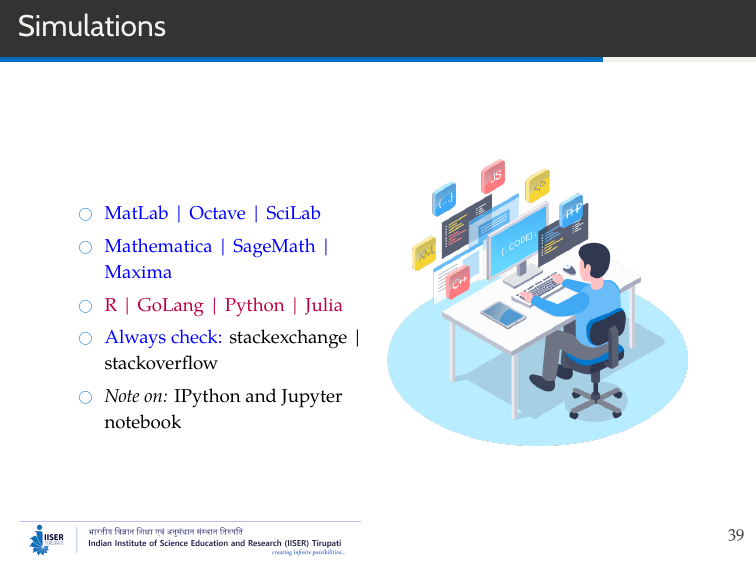 Simulations
MatLab | Octave | SciLab
Mathematica | SageMath |
Maxima
R | GoLang | Python | Julia
Always check: stackexchange |
stackoverflow
Note on: IPython and Jupyter
notebook
{...}
JS
</>
PHP
XML
{. CODE}.
C++
IISER
TIRUPATI
भारतीय विज्ञान शिक्षा एवं अनुसंधान संस्थान तिरुपति
Indian Institute of Science Education and Research (IISER) Tirupati
creating infinite possibilities...
39